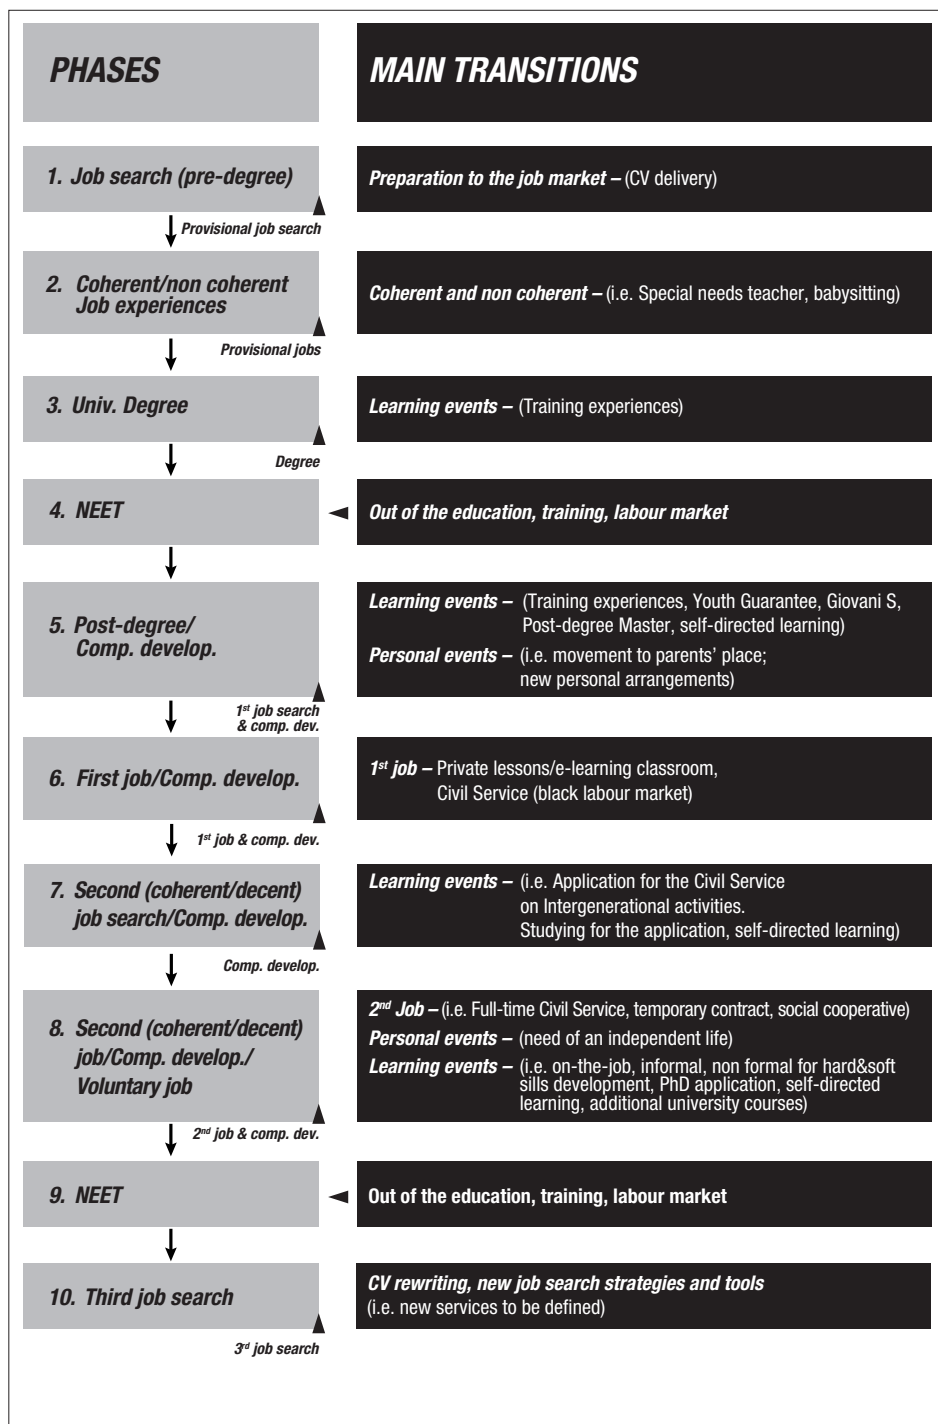 PHASES
MAIN TRANSITIONS
1. Job search (pre-degree)
Preparation to the job market – (CV delivery)
Provisional job search
2. Coherent/non coherent
Job experiences
Coherent and non coherent – (i.e. Special needs teacher, babysitting)
Provisional jobs
3. Univ. Degree
Learning events – (Training experiences)
Degree
4. NEET
Out of the education, training, labour market
5. Post-degree/
Comp. develop.
Learning events – (Training experiences, Youth Guarantee, Giovani S,
Post-degree Master, self-directed learning)
Personal events – (i.e. movement to parents’ place;
new personal arrangements)
1st job search
& comp. dev.
6. First job/Comp. develop.
1st job – Private lessons/e-learning classroom,
Civil Service (black labour market)
1st job & comp. dev.
7. Second (coherent/decent)
job search/Comp. develop.
Learning events – (i.e. Application for the Civil Service
on Intergenerational activities.
Studying for the application, self-directed learning)
Comp. develop.
8. Second (coherent/decent)
job/Comp. develop./
Voluntary job
2nd Job – (i.e. Full-time Civil Service, temporary contract, social cooperative)
Personal events – (need of an independent life)
Learning events – (i.e. on-the-job, informal, non formal for hard&soft
sills development, PhD application, self-directed
learning, additional university courses)
2nd job & comp. dev.
9. NEET
Out of the education, training, labour market
10. Third job search
CV rewriting, new job search strategies and tools
(i.e. new services to be defined)
3rd job search